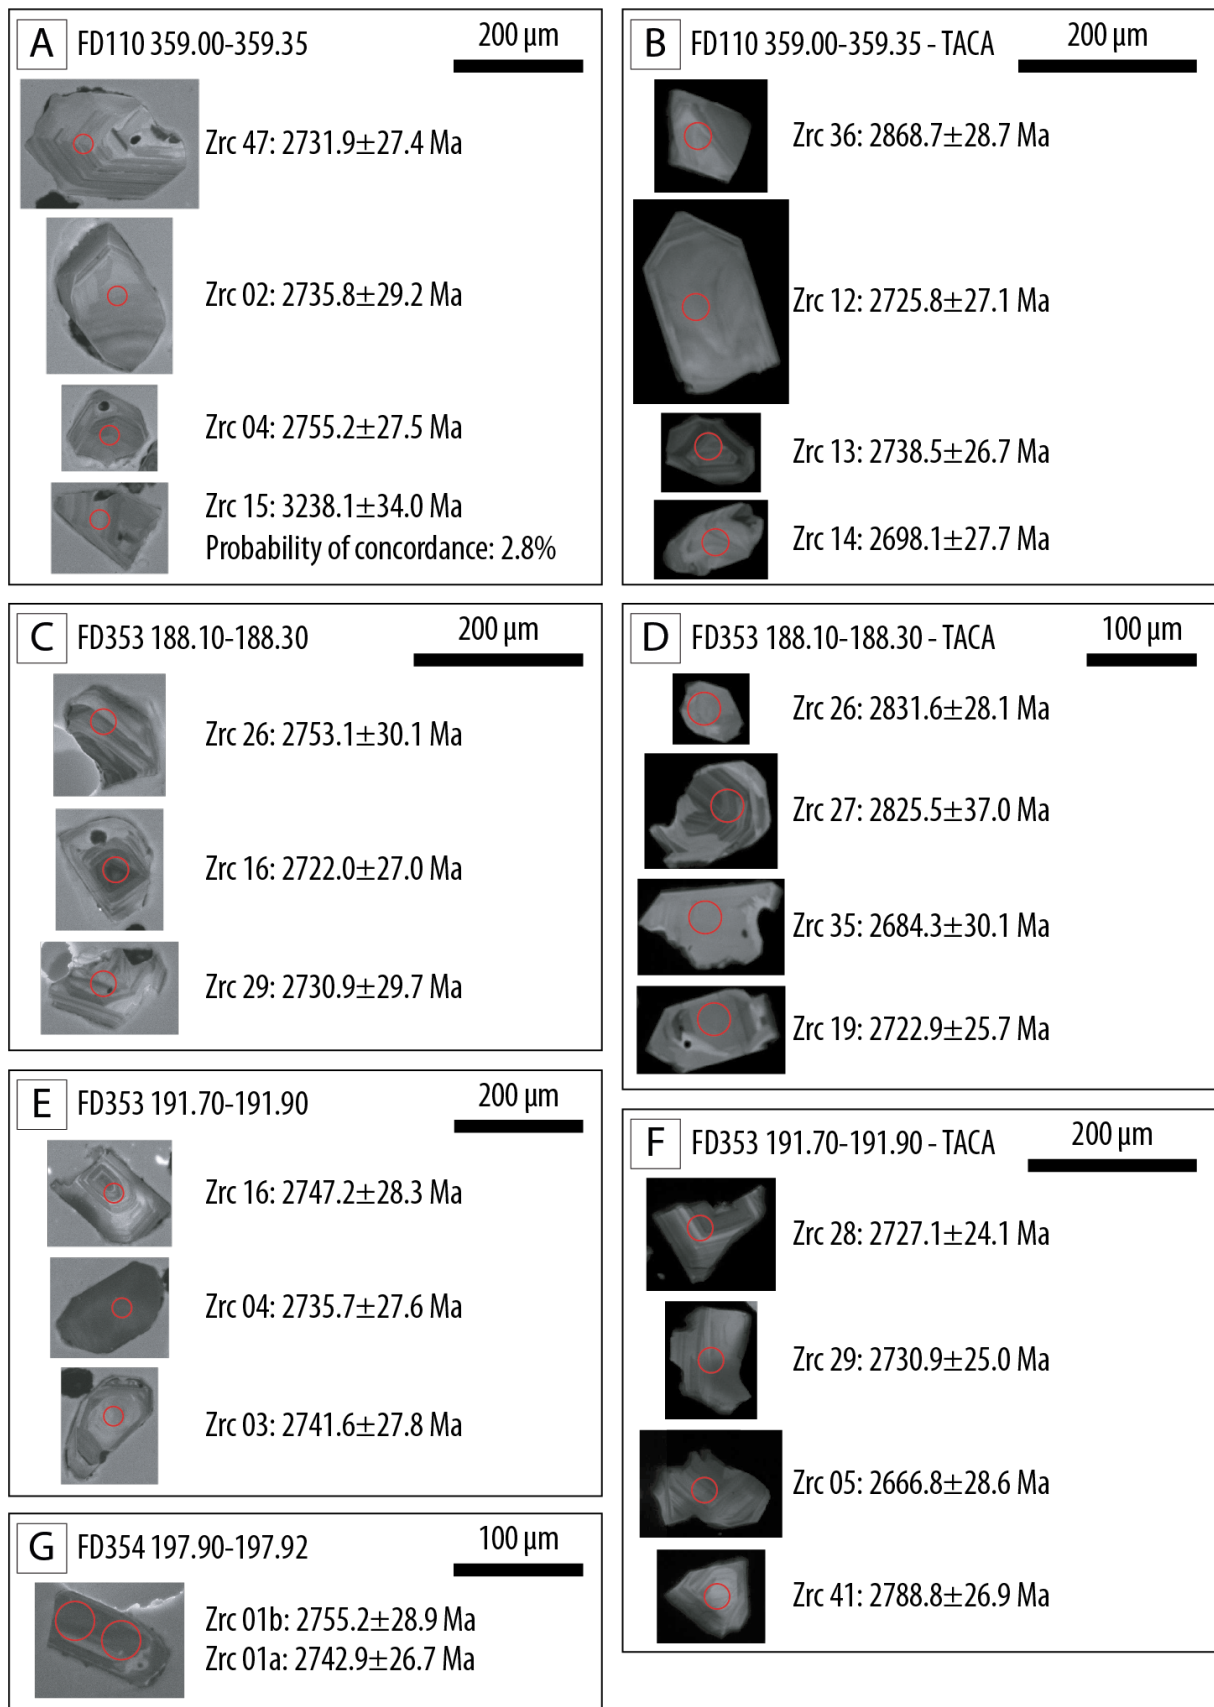 A FD110 359.00-359.35 200 µm
Zrc 47: 2731.9±27.4 Ma
Zrc 02: 2735.8±29.2 Ma
Zrc 04: 2755.2±27.5 Ma
Zrc 15: 3238.1±34.0 Ma
Probability of concordance: 2.8%
B FD110 359.00-359.35 - TACA 200 µm
Zrc 36: 2868.7±28.7 Ma
Zrc 12: 2725.8±27.1 Ma
Zrc 13: 2738.5±26.7 Ma
Zrc 14: 2698.1±27.7 Ma
C FD353 188.10-188.30 200 µm
Zrc 26: 2753.1±30.1 Ma
Zrc 16: 2722.0±27.0 Ma
Zrc 29: 2730.9±29.7 Ma
D FD353 188.10-188.30 - TACA 100 µm
Zrc 26: 2831.6±28.1 Ma
Zrc 27: 2825.5±37.0 Ma
Zrc 35: 2684.3±30.1 Ma
Zrc 19: 2722.9±25.7 Ma
E FD353 191.70-191.90 200 µm
Zrc 16: 2747.2±28.3 Ma
Zrc 04: 2735.7±27.6 Ma
Zrc 03: 2741.6±27.8 Ma
F FD353 191.70-191.90 - TACA 200 µm
Zrc 28: 2727.1±24.1 Ma
Zrc 29: 2730.9±25.0 Ma
Zrc 05: 2666.8±28.6 Ma
Zrc 41: 2788.8±26.9 Ma
G FD354 197.90-197.92 100 µm
Zrc 01b: 2755.2±28.9 Ma
Zrc 01a: 2742.9±26.7 Ma